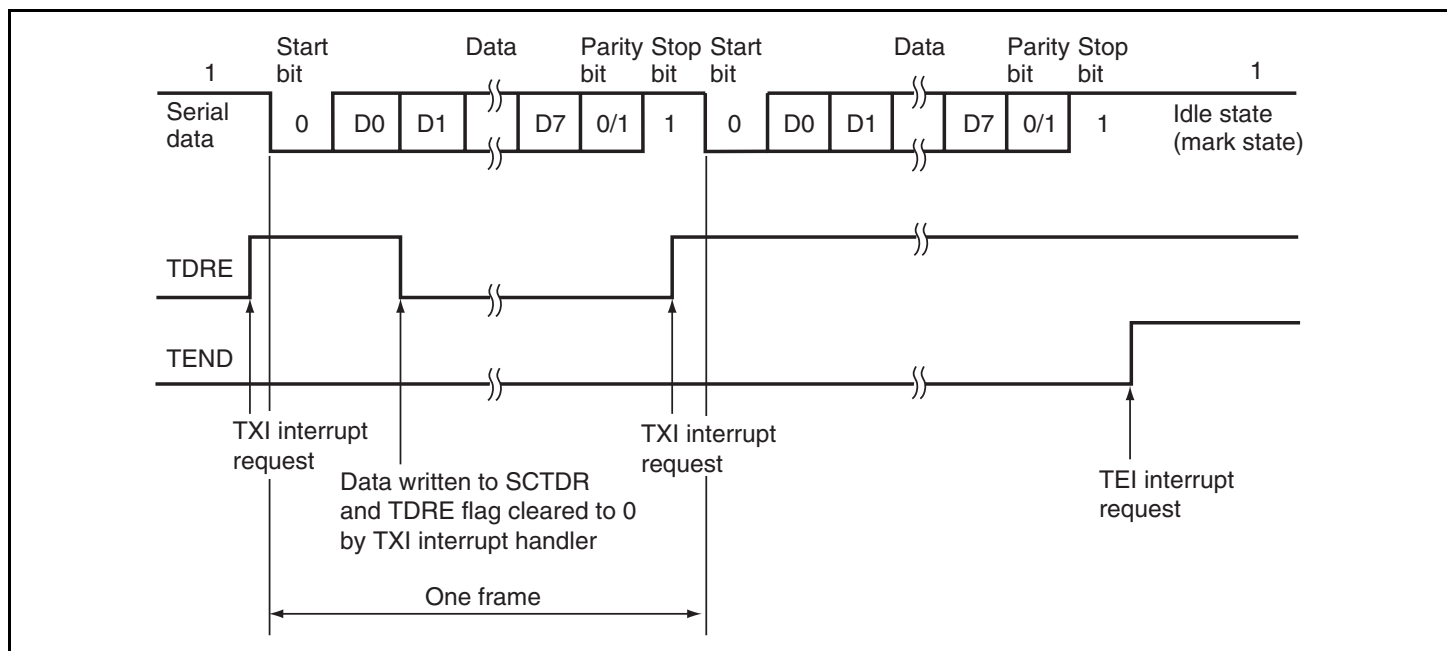 Start bit
Data
Parity bit
Stop bit
Start bit
Data
Parity bit
Stop bit
1
1
Serial data
0
D0
D1
D7
0/1
1
0
D0
D1
D7
0/1
1
Idle state
(mark state)
TDRE
TEND
TXI interrupt
request
Data written to SCTDR
and TDRE flag cleared to 0
by TXI interrupt handler
TXI interrupt
request
TEI interrupt
request
One frame